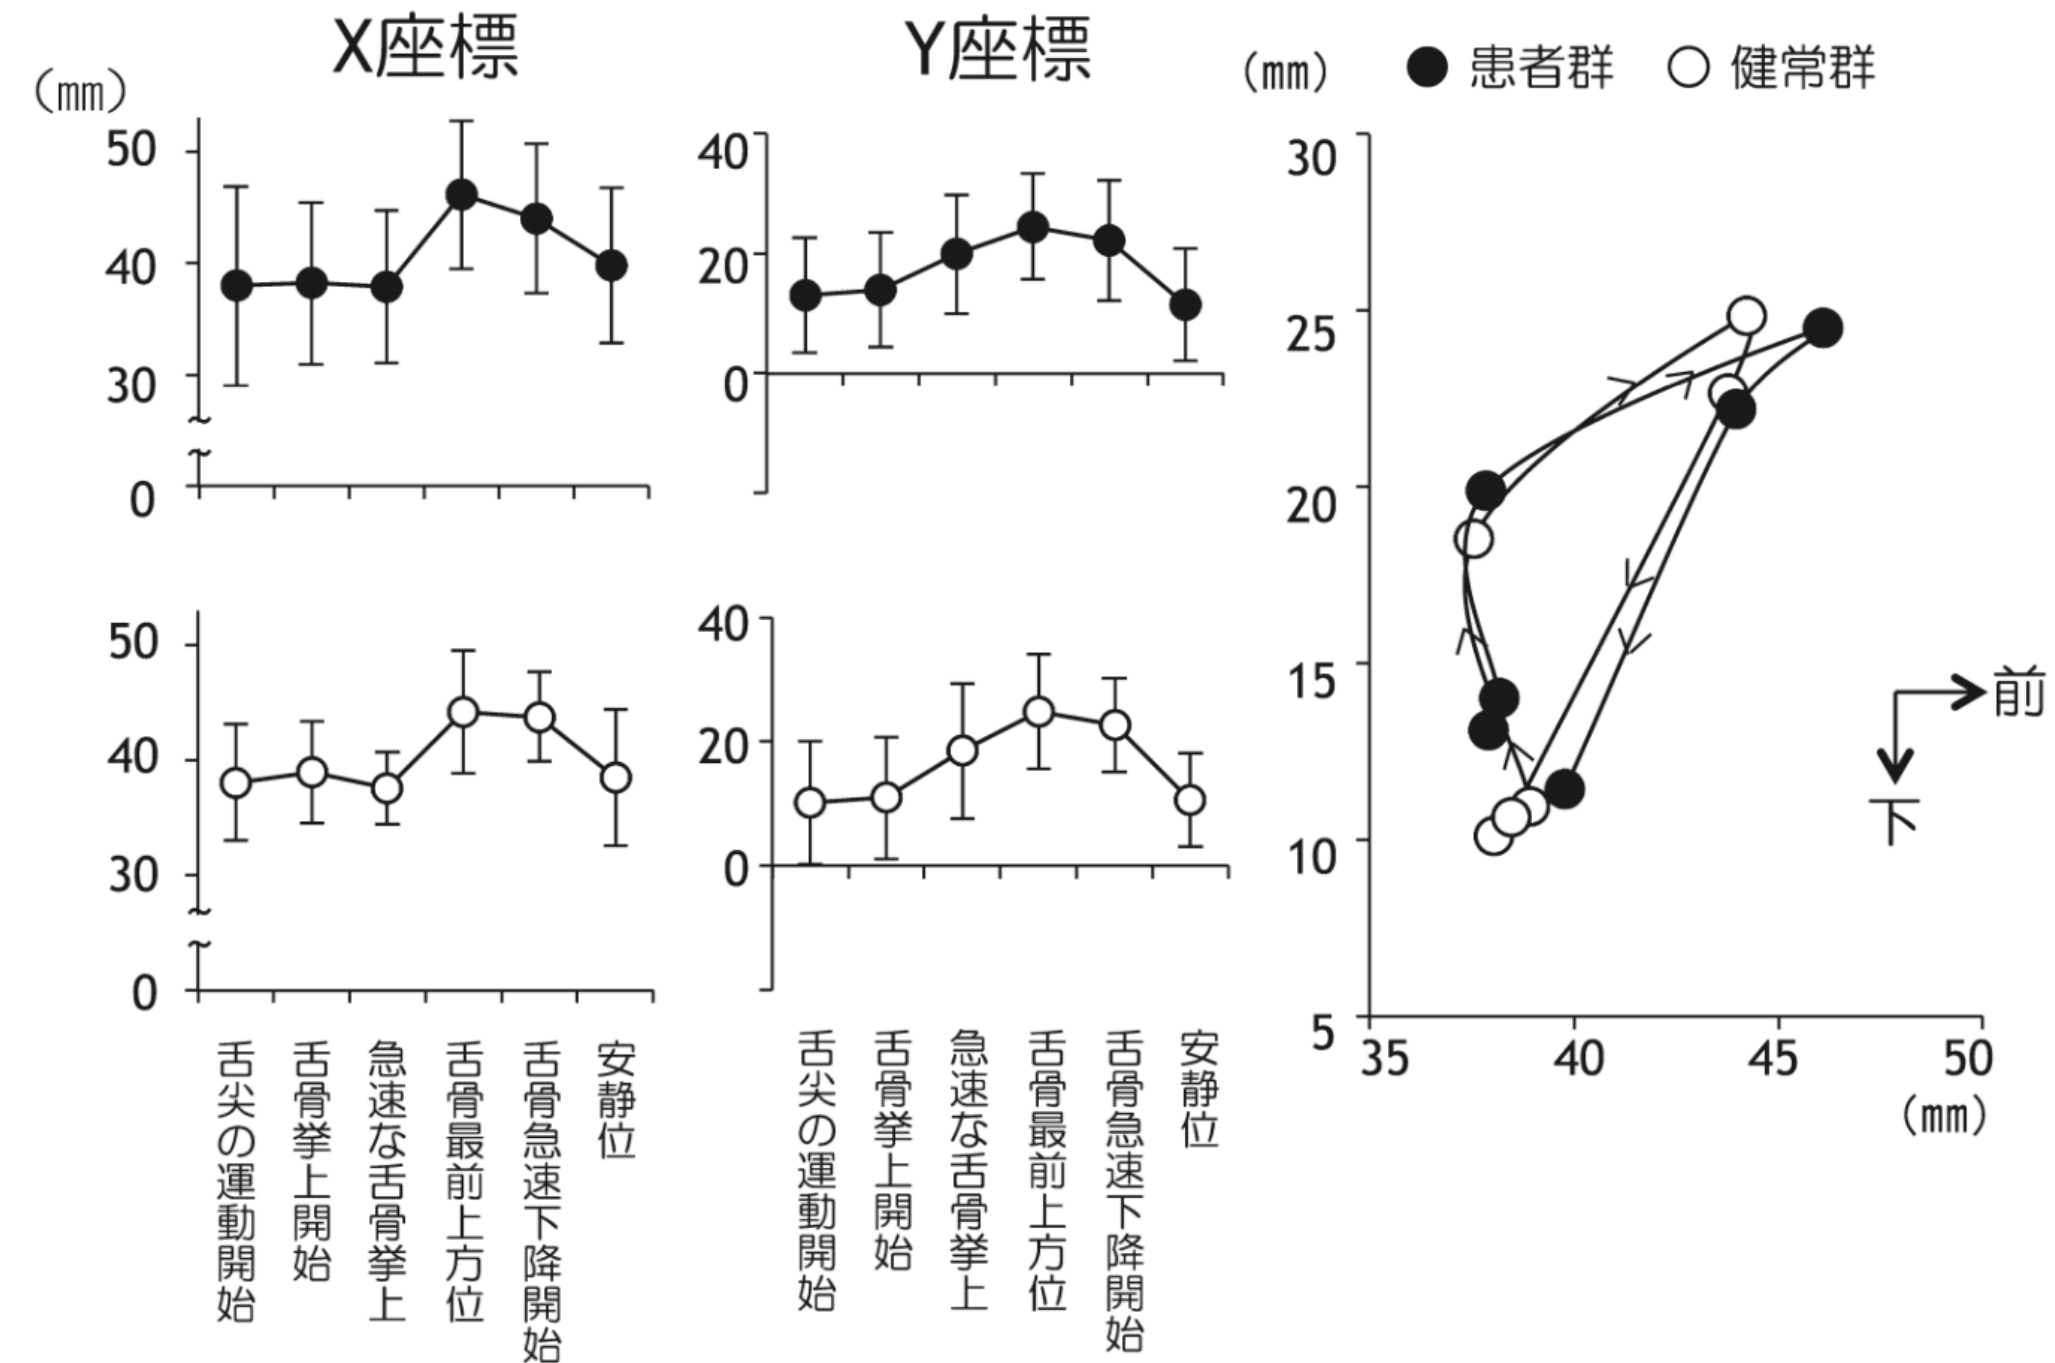 X座標
Y座標
(mm)
50
40
30
0
50
40
30
0
舌尖の運動開始
舌骨挙上開始
急速な舌骨挙上
舌骨最前上方位
舌骨急速下降開始
安静位
40
20
0
40
20
0
舌尖の運動開始
舌骨挙上開始
急速な舌骨挙上
舌骨最前上方位
舌骨急速下降開始
安静位
(mm)
患者群 健常群
30
25
20
15
10
5
35 40 45 50
(mm)
前
下